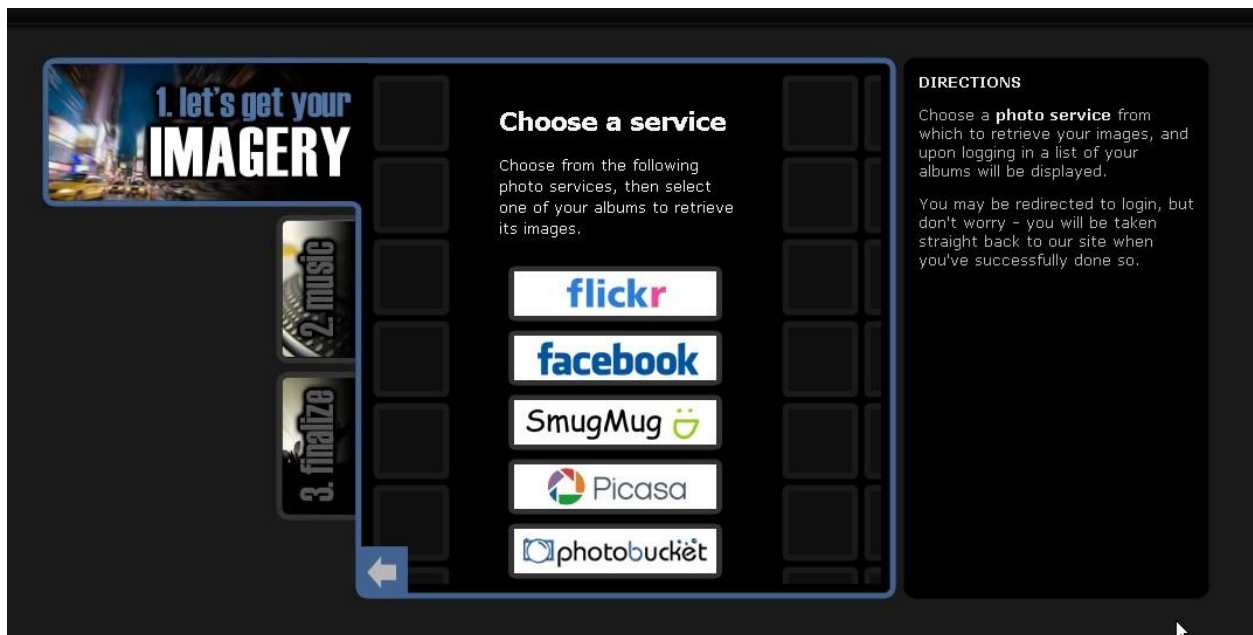 1. let's get your
IMAGERY
2. music
3. finalize
Choose a service
Choose from the following
photo services, then select
one of your albums to retrieve
its images.
flickr
facebook
SmugMug
Picasa
photobucket
DIRECTIONS
Choose a photo service from
which to retrieve your images, and
upon logging in a list of your
albums will be displayed.
You may be redirected to login, but
don't worry - you will be taken
straight back to our site when
you've successfully done so.